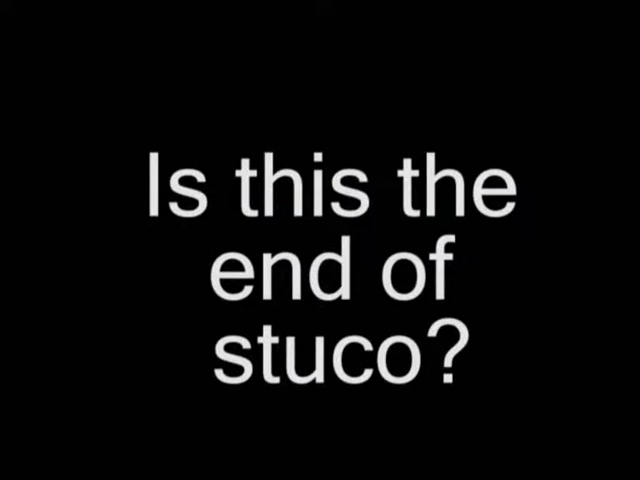 Is this the
end of
stuco?